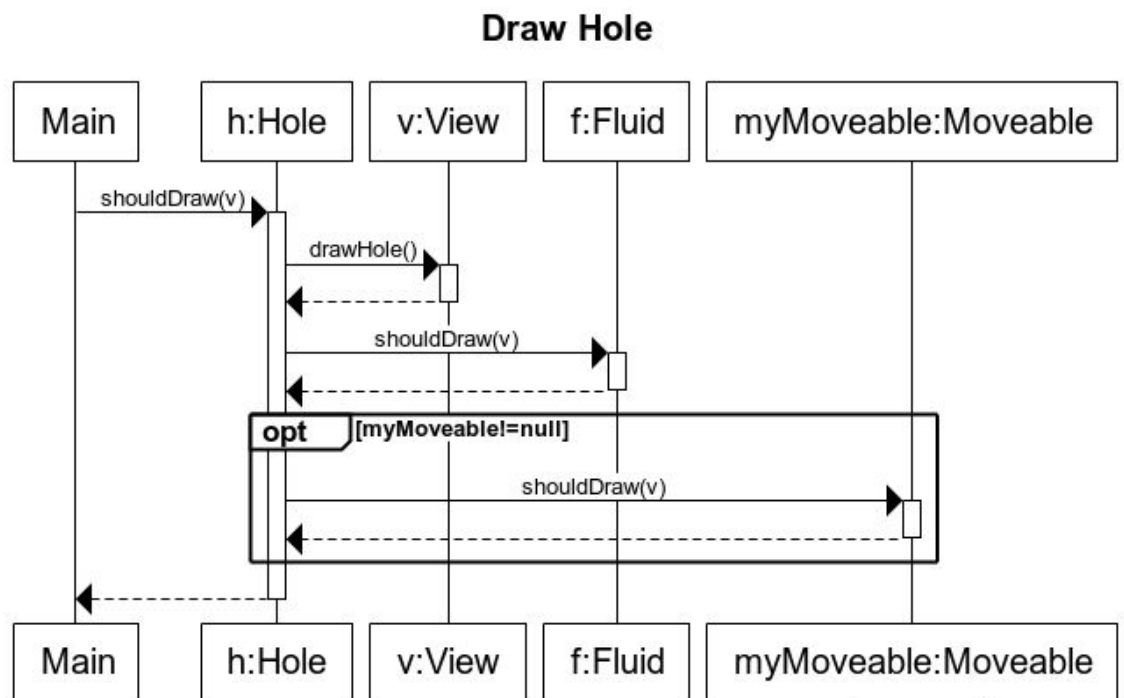 Draw Hole
Main h:Hole v:View f:Fluid myMoveable:Moveable
shouldDraw(v)
drawHole()
shouldDraw(v)
opt [myMoveable!=null]
shouldDraw(v)
Main h:Hole v:View f:Fluid myMoveable:Moveable